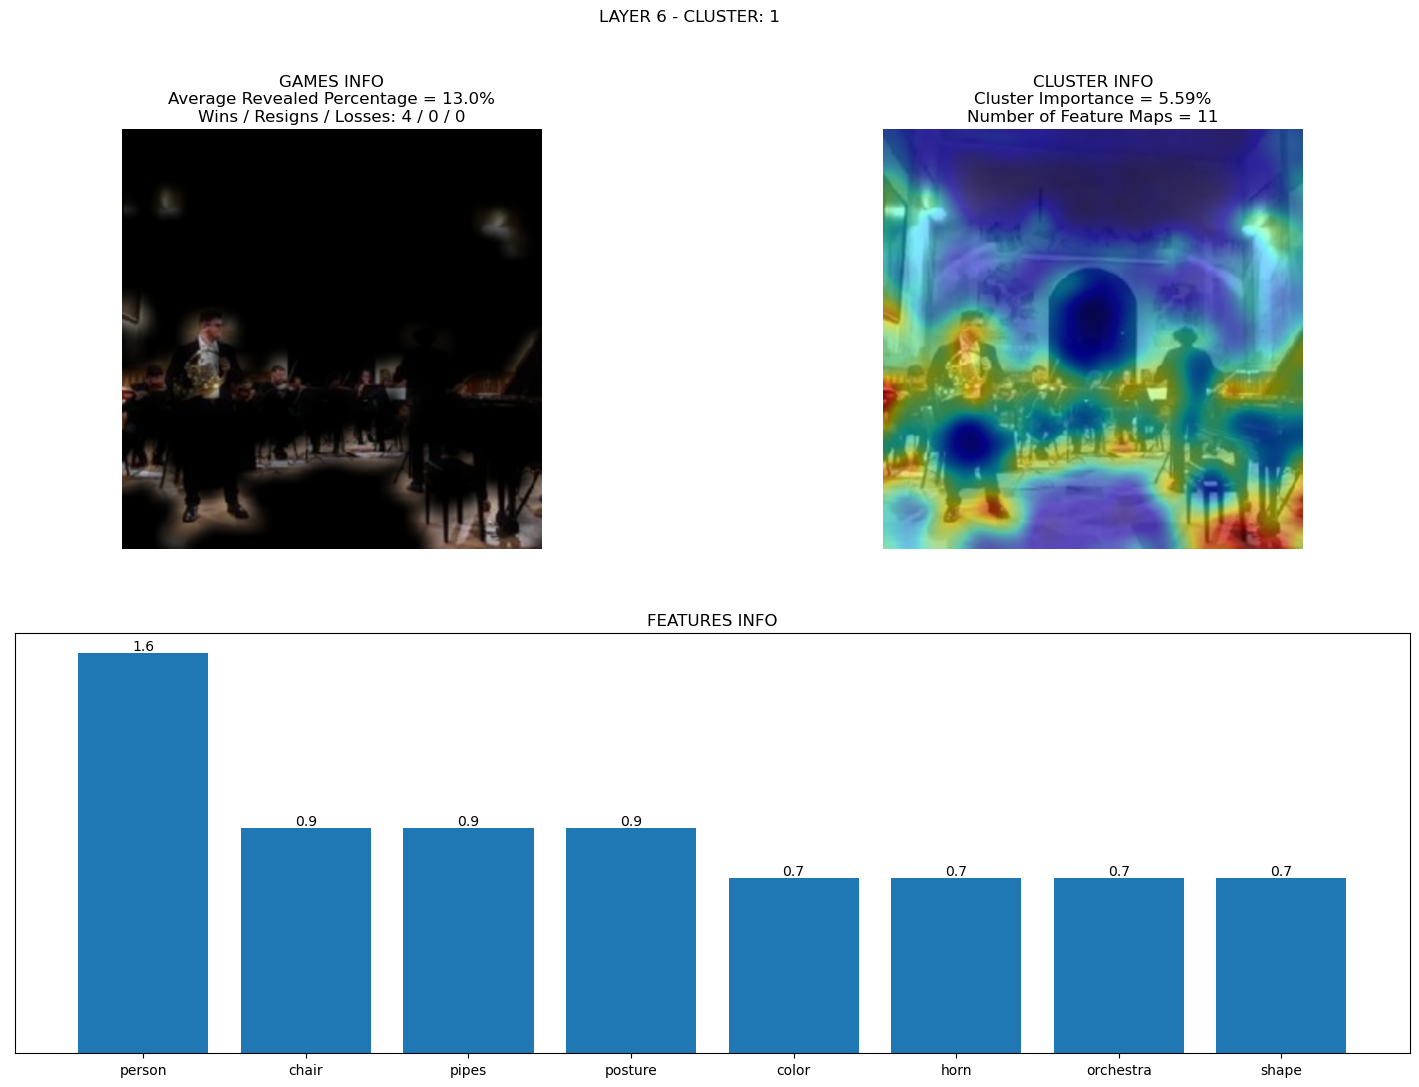 LAYER 6 - CLUSTER: 1
GAMES INFO
Average Revealed Percentage = 13.0%
Wins / Resigns / Losses: 4 / 0 / 0
CLUSTER INFO
Cluster Importance = 5.59%
Number of Feature Maps = 11
FEATURES INFO
1.6
0.9
0.9
0.9
0.7
0.7
0.7
0.7
person
chair
pipes
posture
color
horn
orchestra
shape